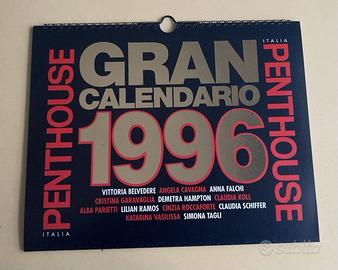 PENTHOUSE
ITALIA
GRAN
CALENDARIO
1996
ITALIA
PENTHOUSE
VITTORIA BELVEDERE ANGELA CAVAGNA ANNA FALCHI
CRISTINA GARAVAGLIA DEMETRA HAMPTON CLAUDIA KOLL
ALBA PARIETTI LILIAN RAMOS CINZIA ROCCAFORTE CLAUDIA SCHIFFER
KATARINA VASILISSA SIMONA TAGLI
subito